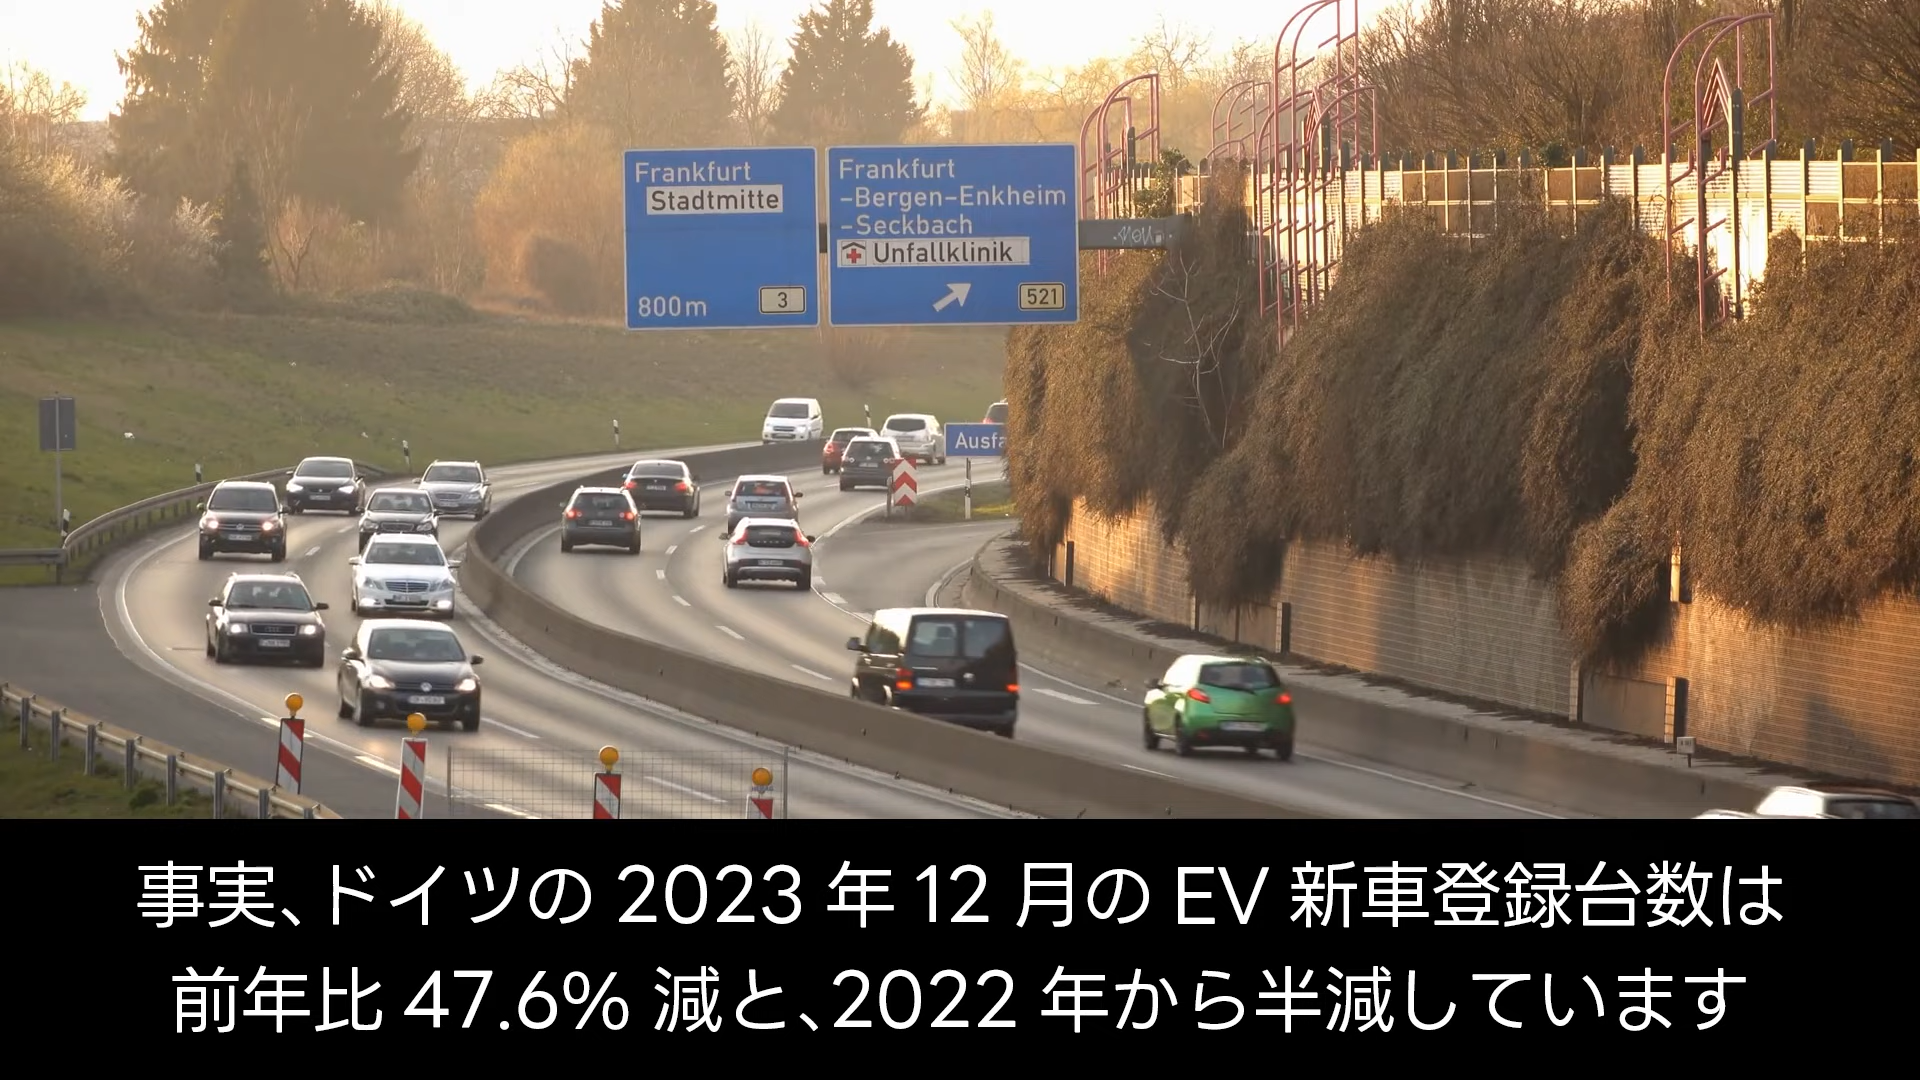 Frankfurt
Stadtmitte
800m
3
Frankfurt
-Bergen-Enkheim
-Seckbach
Unfallklinik
521
Ausfa
事実、ドイツの 2023 年 12 月の EV 新車登録台数は
前年比 47.6% 減と、2022 年から半減しています